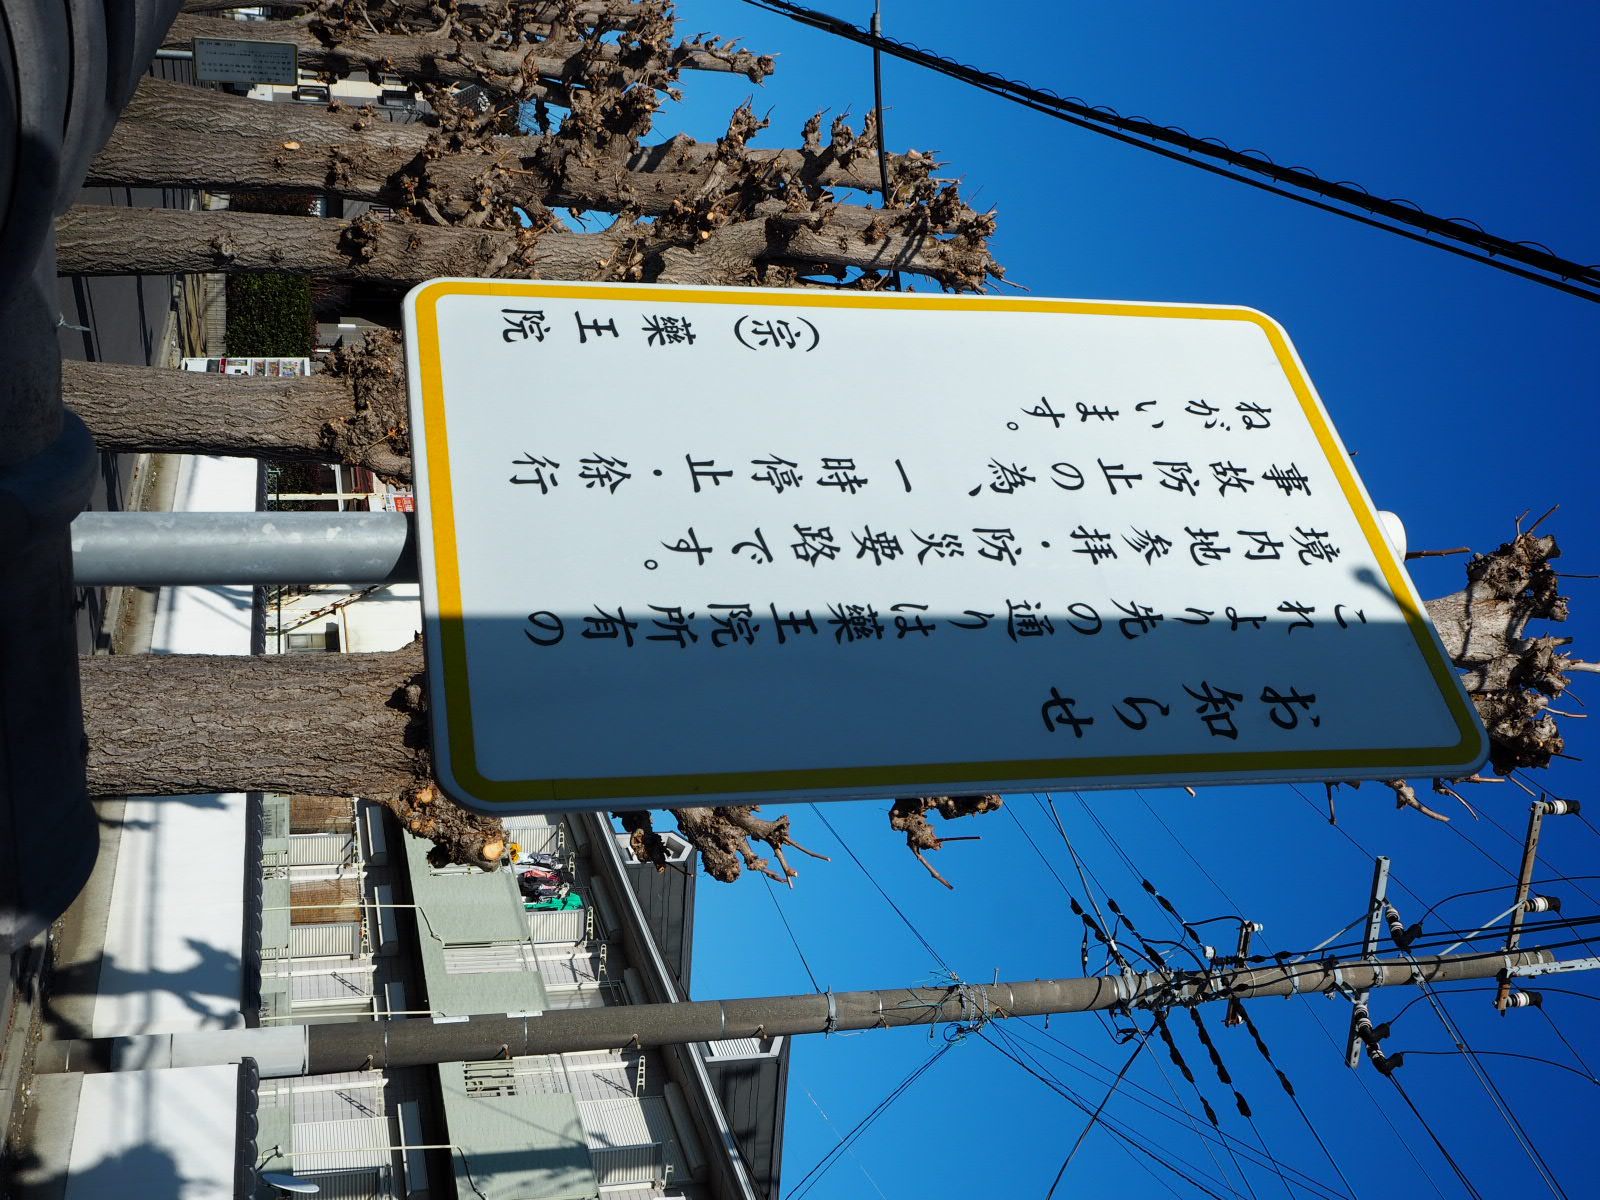 お知らせ
これより先の通りは藥王院所有の
境内地参拝・防災要路です。
事故防止の為、一時停止・徐行
ねがいます。
(宗) 藥王院